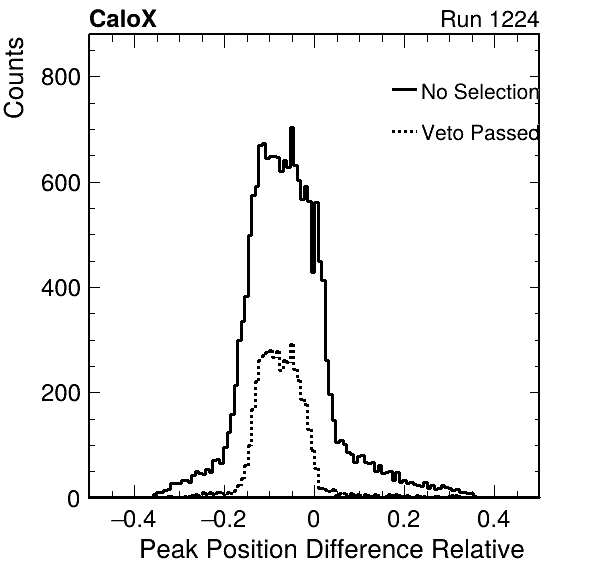 CaloX Run 1224
Counts
800
600
400
200
0
No Selection
Veto Passed
−0.4 −0.2 0 0.2 0.4
Peak Position Difference Relative